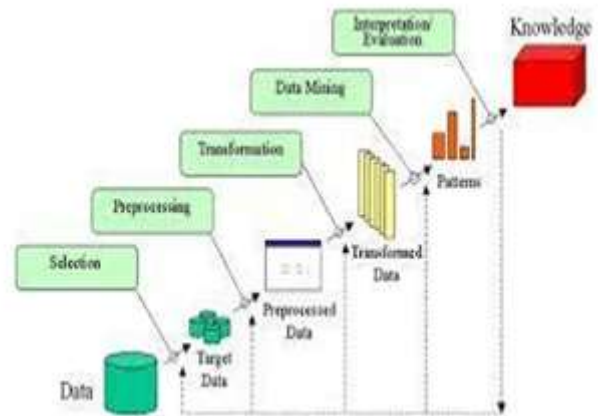 Interpretation/
Evaluation
Knowledge
Data Mining
Transformation
Patterns
Preprocessing
Transformed
Data
Selection
Preprocessed
Data
Target
Data
Data